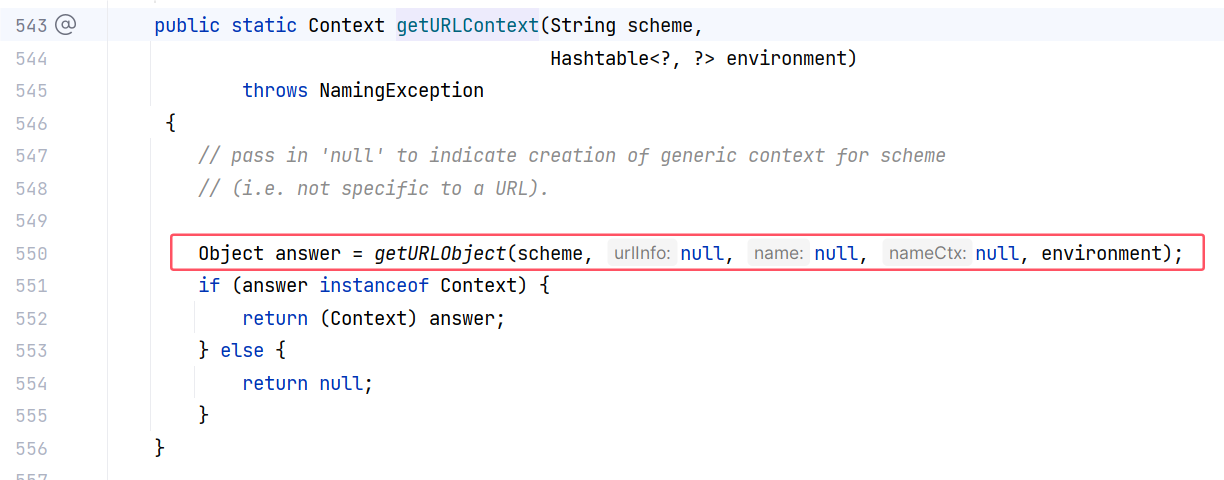 543 @ public static Context getURLContext(String scheme,
544 Hashtable<?, ?> environment)
545 throws NamingException
546 {
547 // pass in 'null' to indicate creation of generic context for scheme
548 // (i.e. not specific to a URL).
549
550 Object answer = getURLObject(scheme, urlInfo: null, name: null, nameCtx: null, environment);
551 if (answer instanceof Context) {
552 return (Context) answer;
553 } else {
554 return null;
555 }
556 }
557